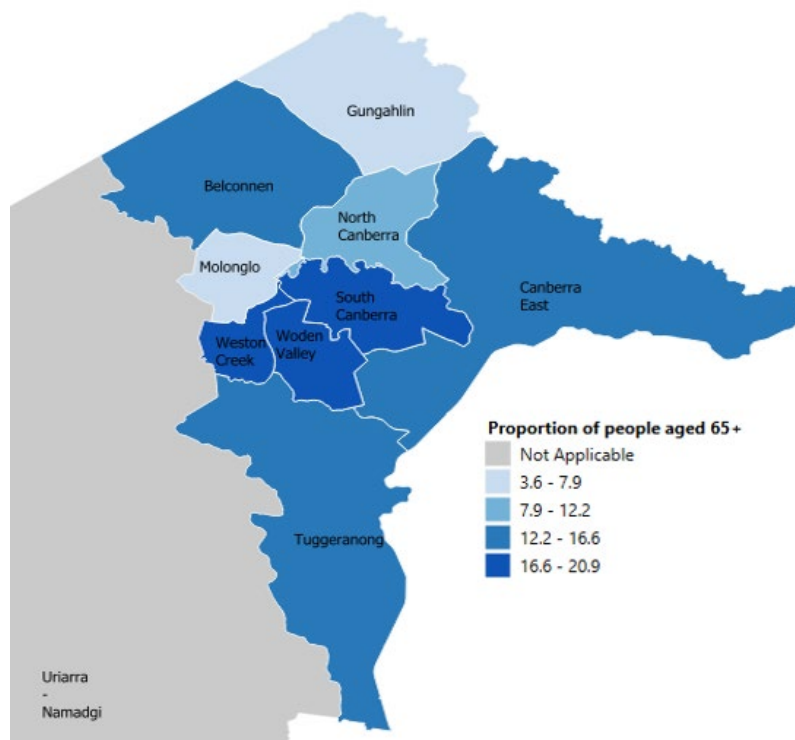 Gungahlin
Belconnen
North
Canberra
Molonglo
Canberra
East
South
Canberra
Weston
Creek
Woden
Valley
Proportion of people aged 65+
Not Applicable
3.6 - 7.9
7.9 - 12.2
12.2 - 16.6
16.6 - 20.9
Tuggeranong
Uriarra
-
Namadgi